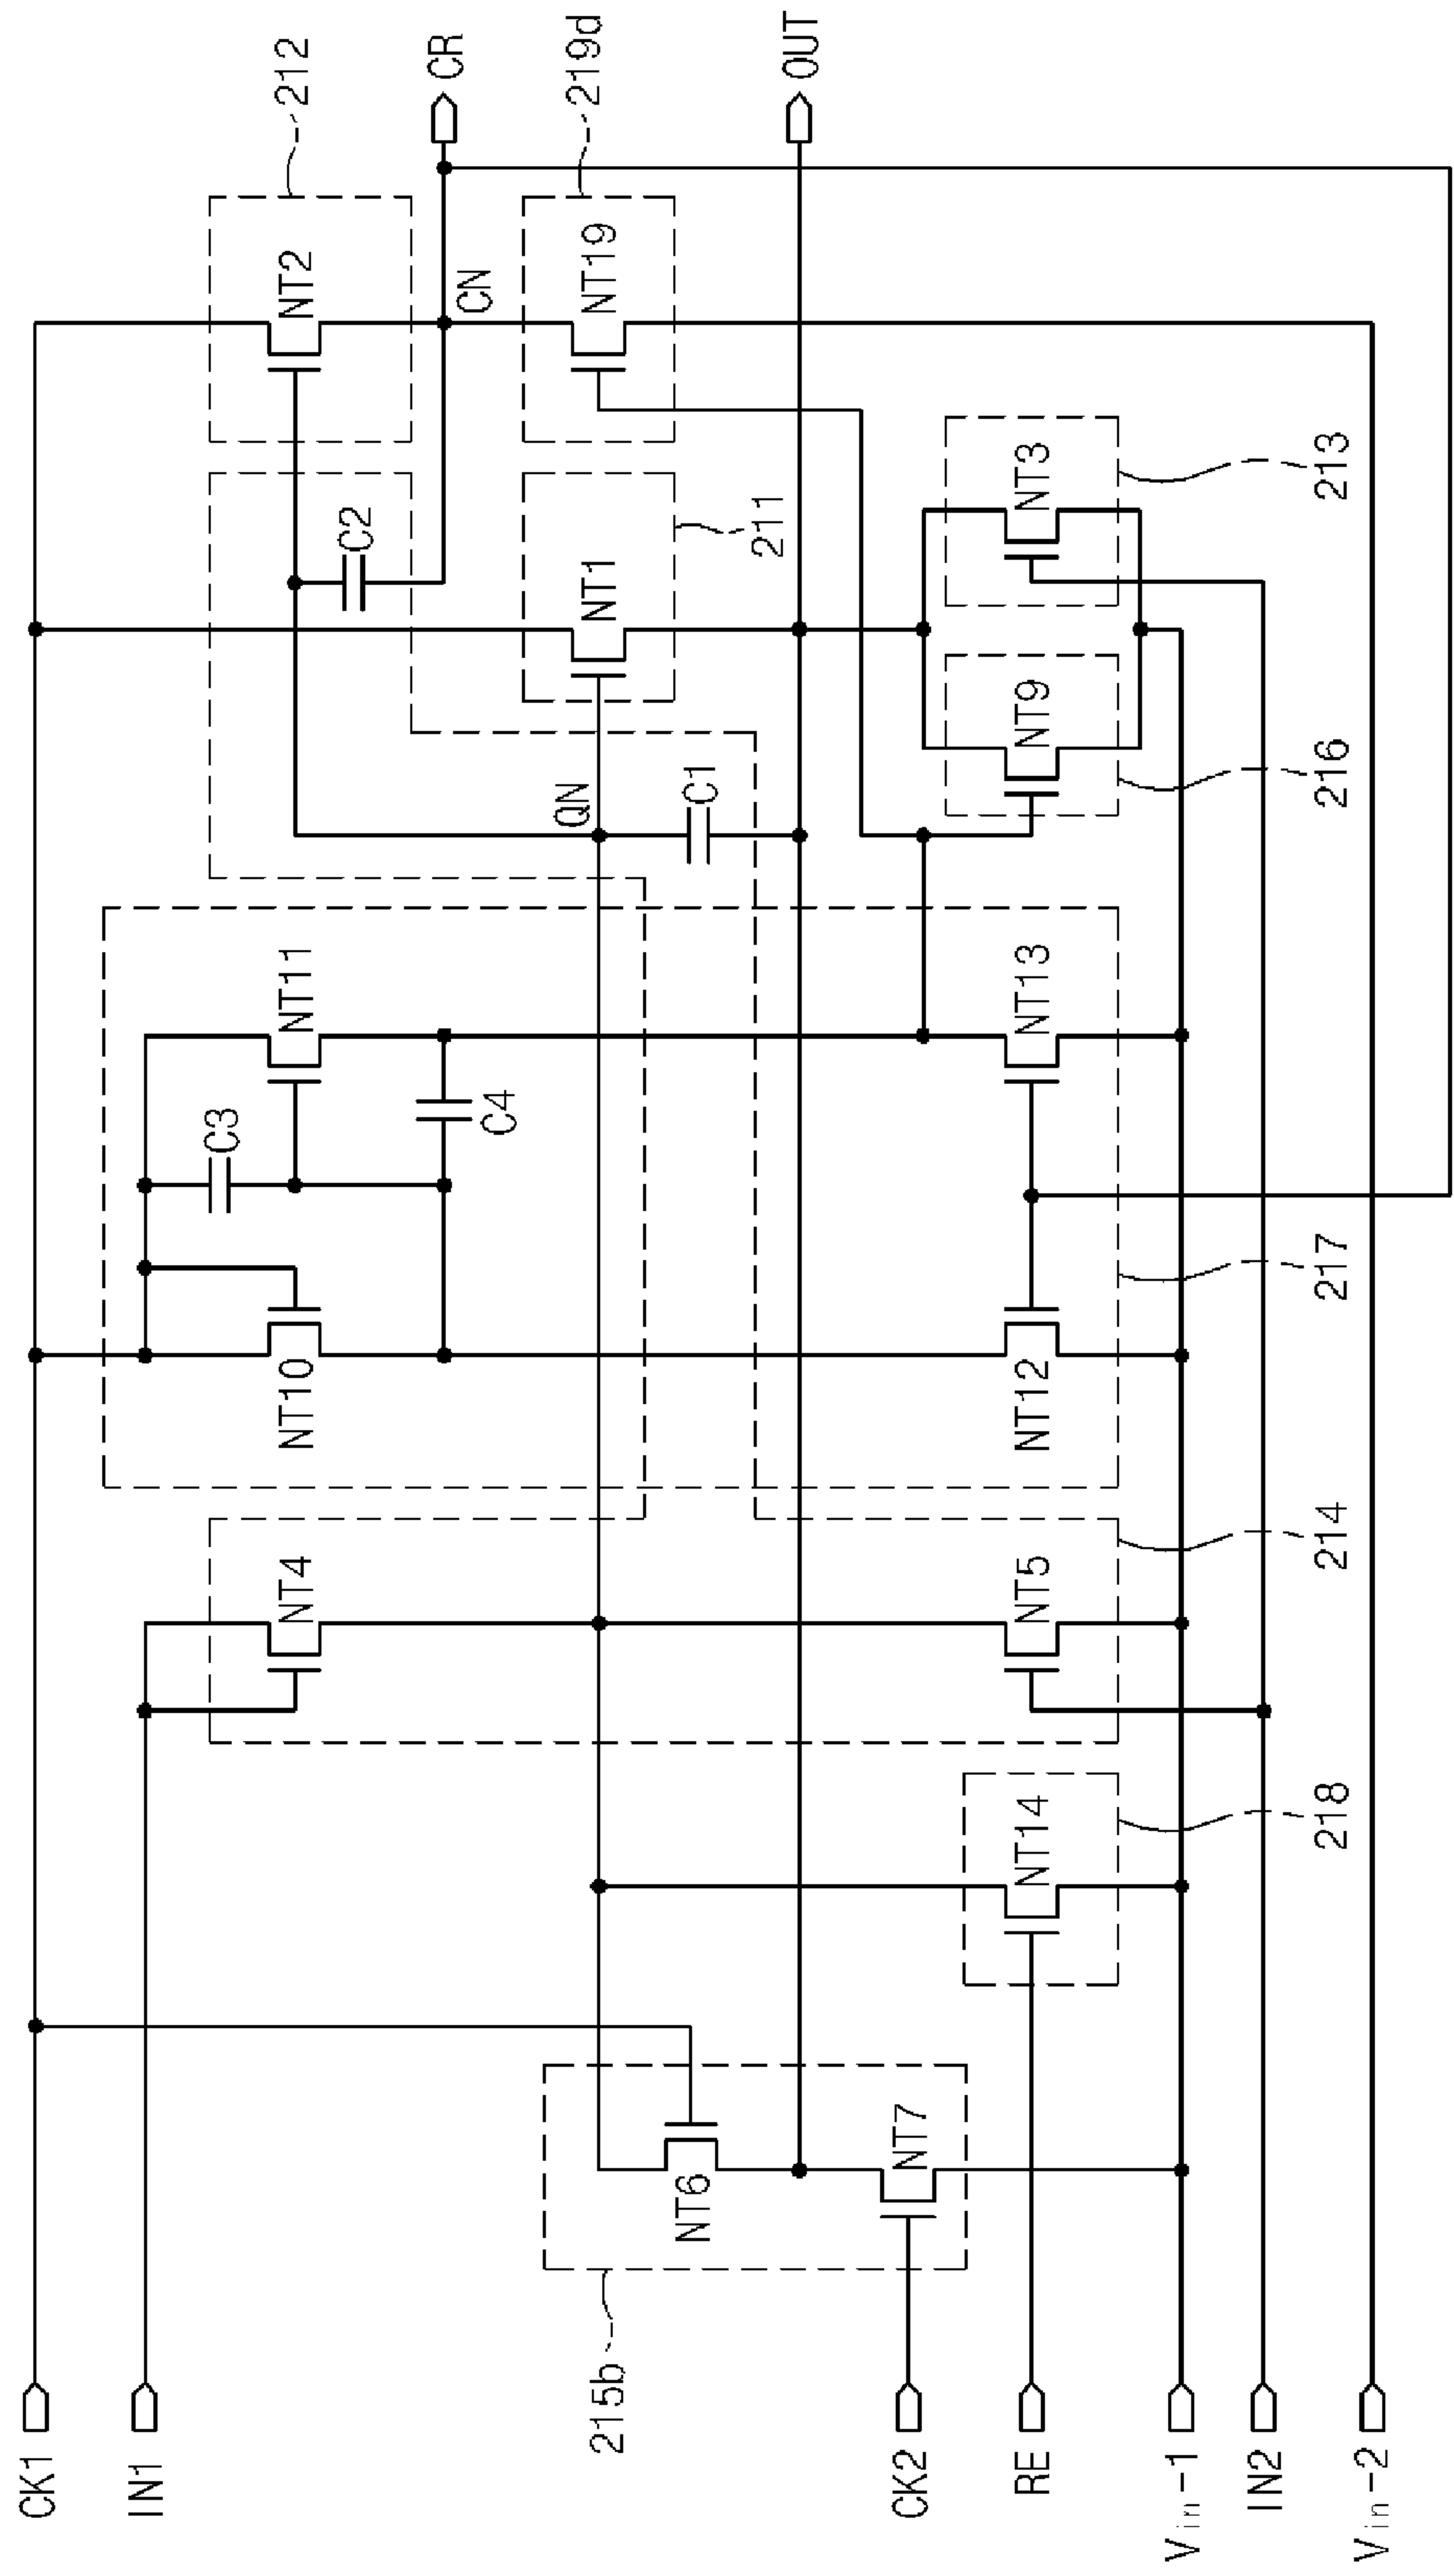 CK1
IN1
CK2
RE
Vin-1
IN2
Vin-2
CR
OUT
212
219d
NT2
CN
NT19
C2
NT1
211
NT3
213
NT9
216
QN
C1
NT11
C3
C4
NT13
NT10
NT12
217
NT4
NT5
214
NT14
218
NT6
NT7
215b